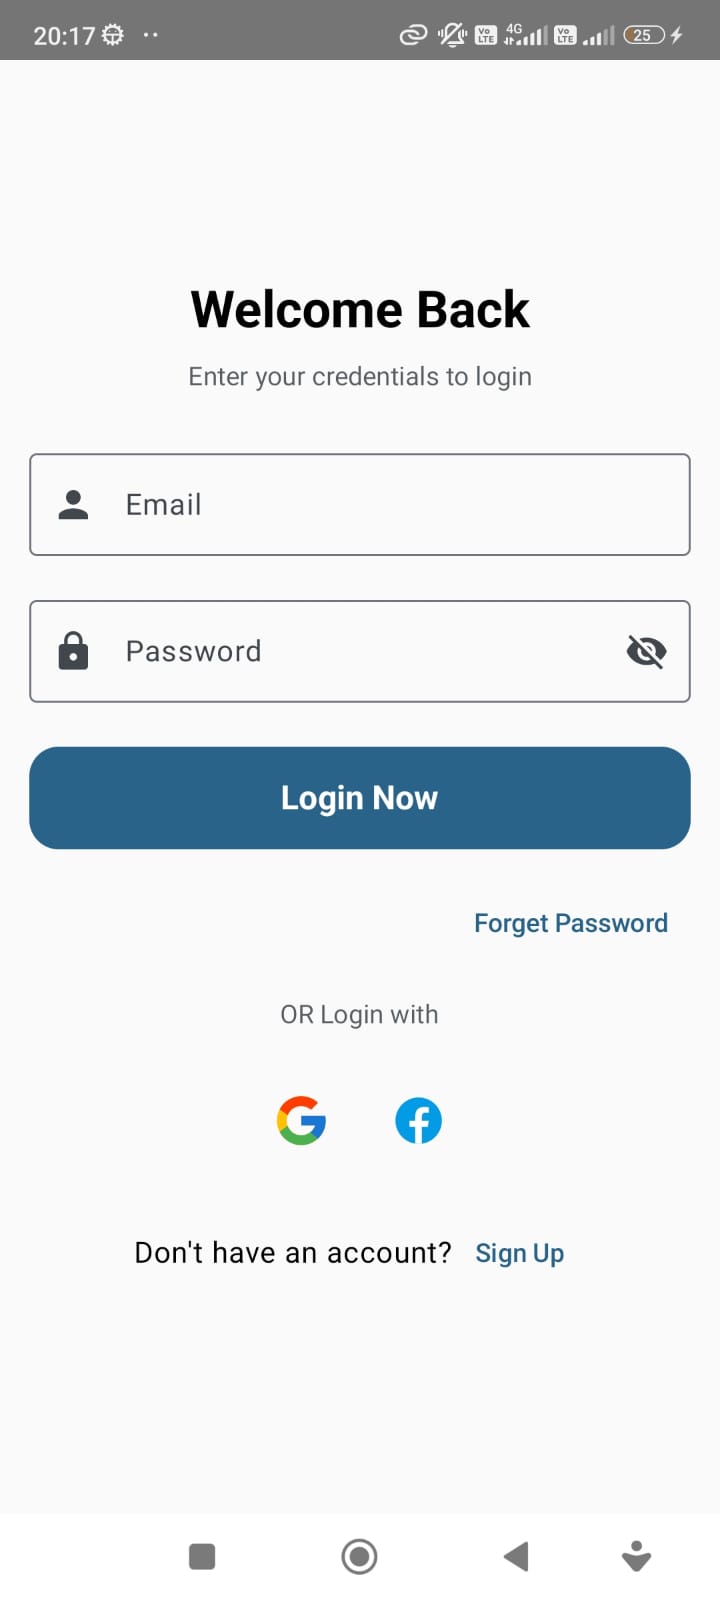 20:17
Vo LTE 4G Vo LTE 25
Welcome Back
Enter your credentials to login
Email
Password
Login Now
Forget Password
OR Login with
Don't have an account? Sign Up